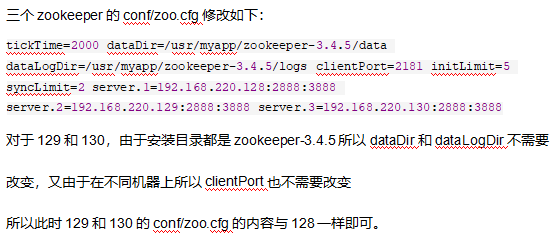 三个 zookeeper 的 conf/zoo.cfg 修改如下：
tickTime=2000 dataDir=/usr/myapp/zookeeper-3.4.5/data
dataLogDir=/usr/myapp/zookeeper-3.4.5/logs clientPort=2181 initLimit=5
syncLimit=2 server.1=192.168.220.128:2888:3888
server.2=192.168.220.129:2888:3888 server.3=192.168.220.130:2888:3888
对于 129 和 130，由于安装目录都是 zookeeper-3.4.5 所以 dataDir 和 dataLogDir 不需要
改变，又由于在不同机器上所以 clientPort 也不需要改变
所以此时 129 和 130 的 conf/zoo.cfg 的内容与 128 一样即可。